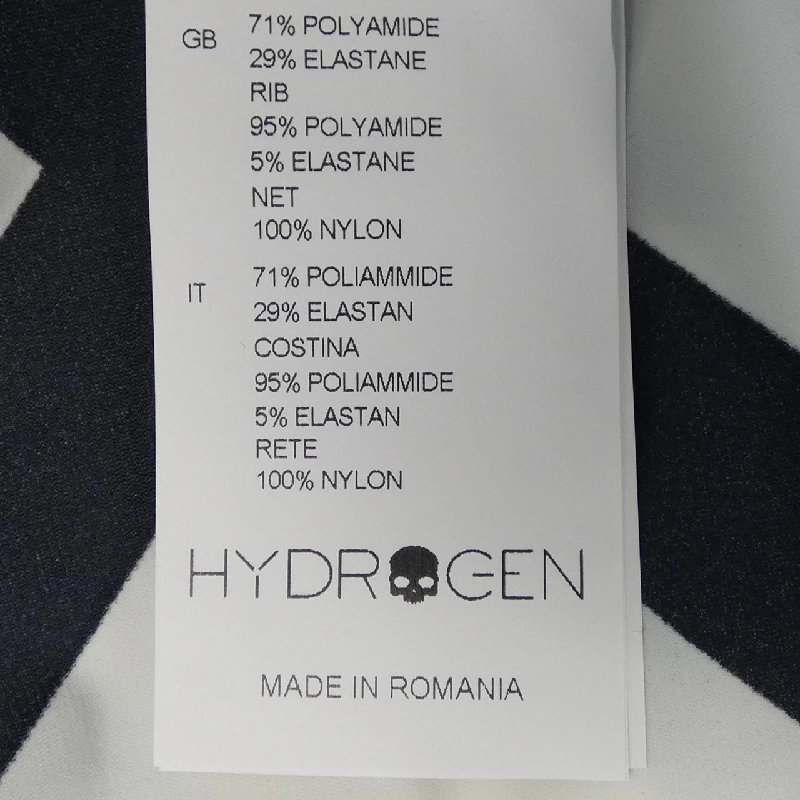 GB 71% POLYAMIDE
29% ELASTANE
RIB
95% POLYAMIDE
5% ELASTANE
NET
100% NYLON
IT 71% POLIAMMIDE
29% ELASTAN
COSTINA
95% POLIAMMIDE
5% ELASTAN
RETE
100% NYLON
HYDROGEN
MADE IN ROMANIA